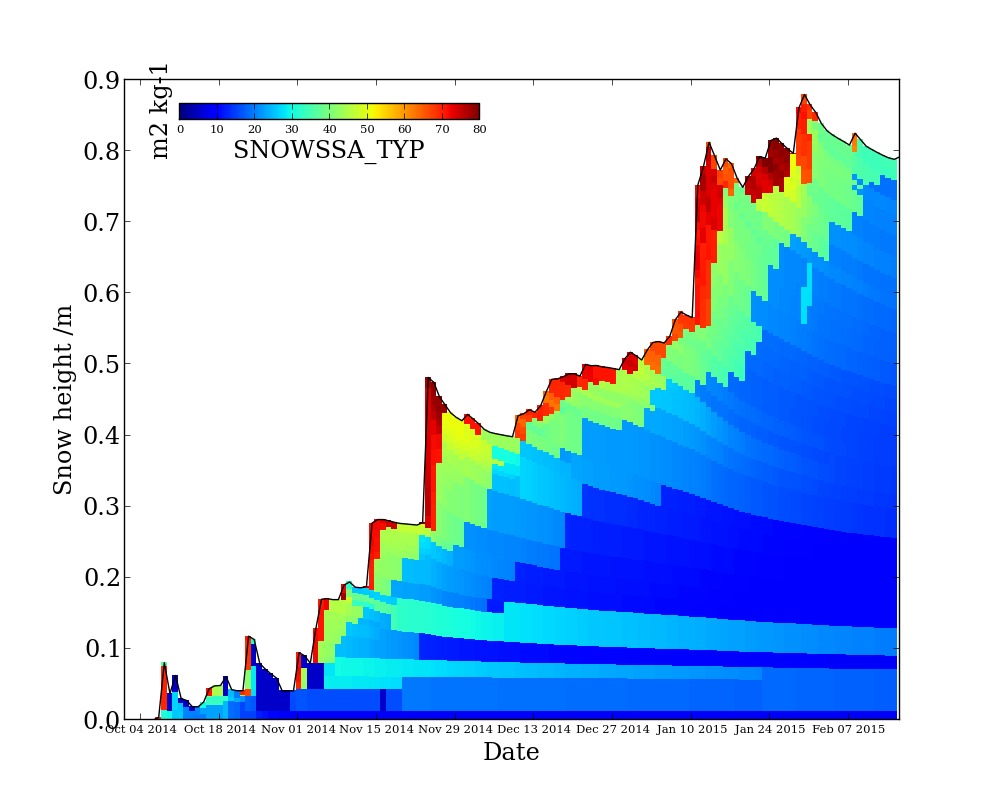 m2 kg-1
0 10 20 30 40 50 60 70 80
SNOWSSA_TYP
0.9
0.8
0.7
0.6
0.5
0.4
0.3
0.2
0.1
0.0
Snow height /m
Oct 04 2014 Oct 18 2014 Nov 01 2014 Nov 15 2014 Nov 29 2014 Dec 13 2014 Dec 27 2014 Jan 10 2015 Jan 24 2015 Feb 07 2015
Date